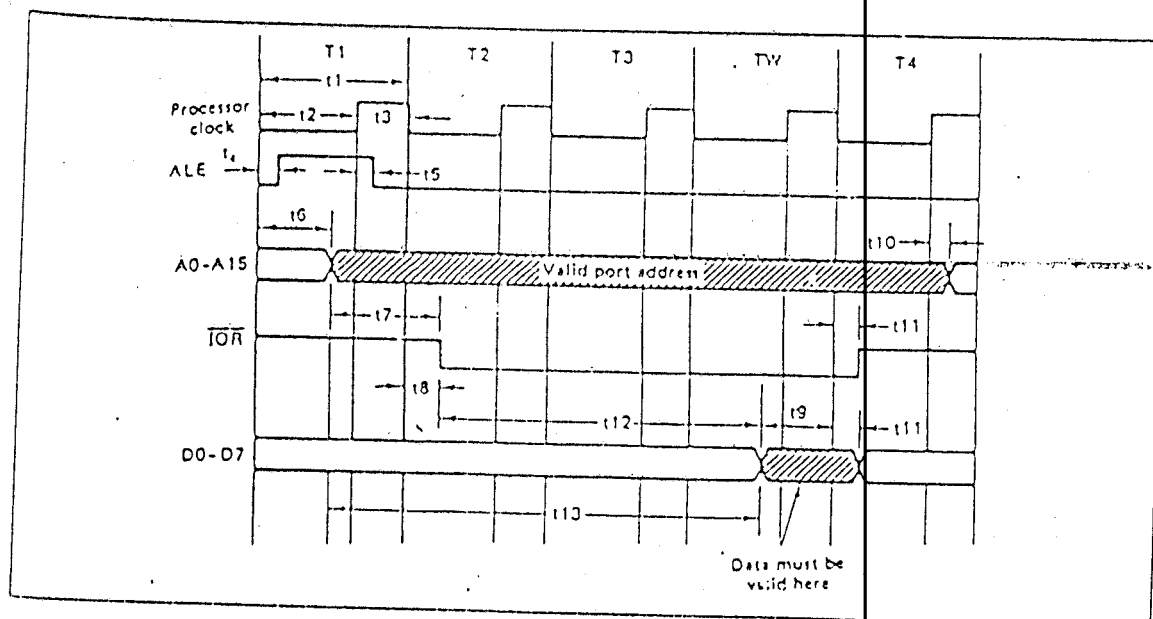 T1 T2 T3 TW T4
t1
Processor clock
t2 t3
ALE t4 t5
t6 t10
A0-A15 Valid port address
t7 t11
IOR
t8
t12 t9 t11
D0-D7
t13
Data must be
valid here